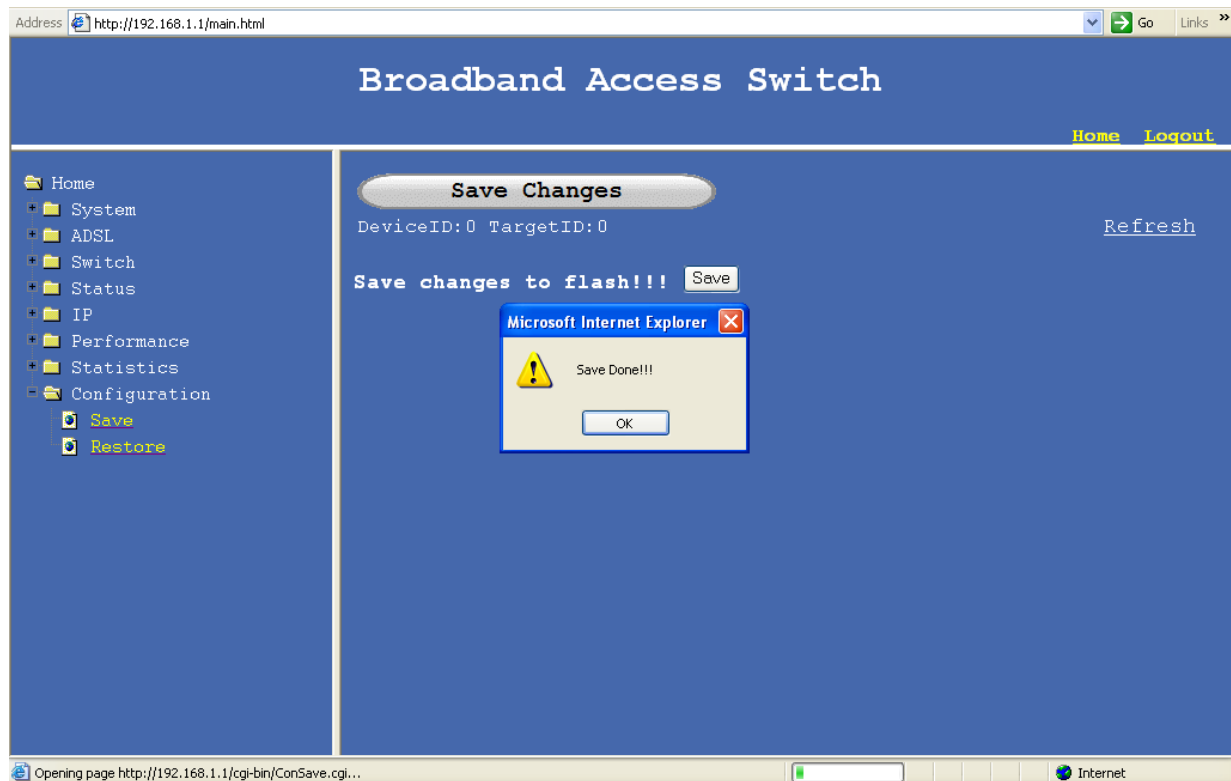 Address http://192.168.1.1/main.html Go Links »
Broadband Access Switch
Home Logout
Home
System
ADSL
Switch
Status
IP
Performance
Statistics
Configuration
Save
Restore
Save Changes
DeviceID:0 TargetID:0 Refresh
Save changes to flash!!! Save
Microsoft Internet Explorer
Save Done!!!
OK
Opening page http://192.168.1.1/cgi-bin/ConSave.cgi... Internet